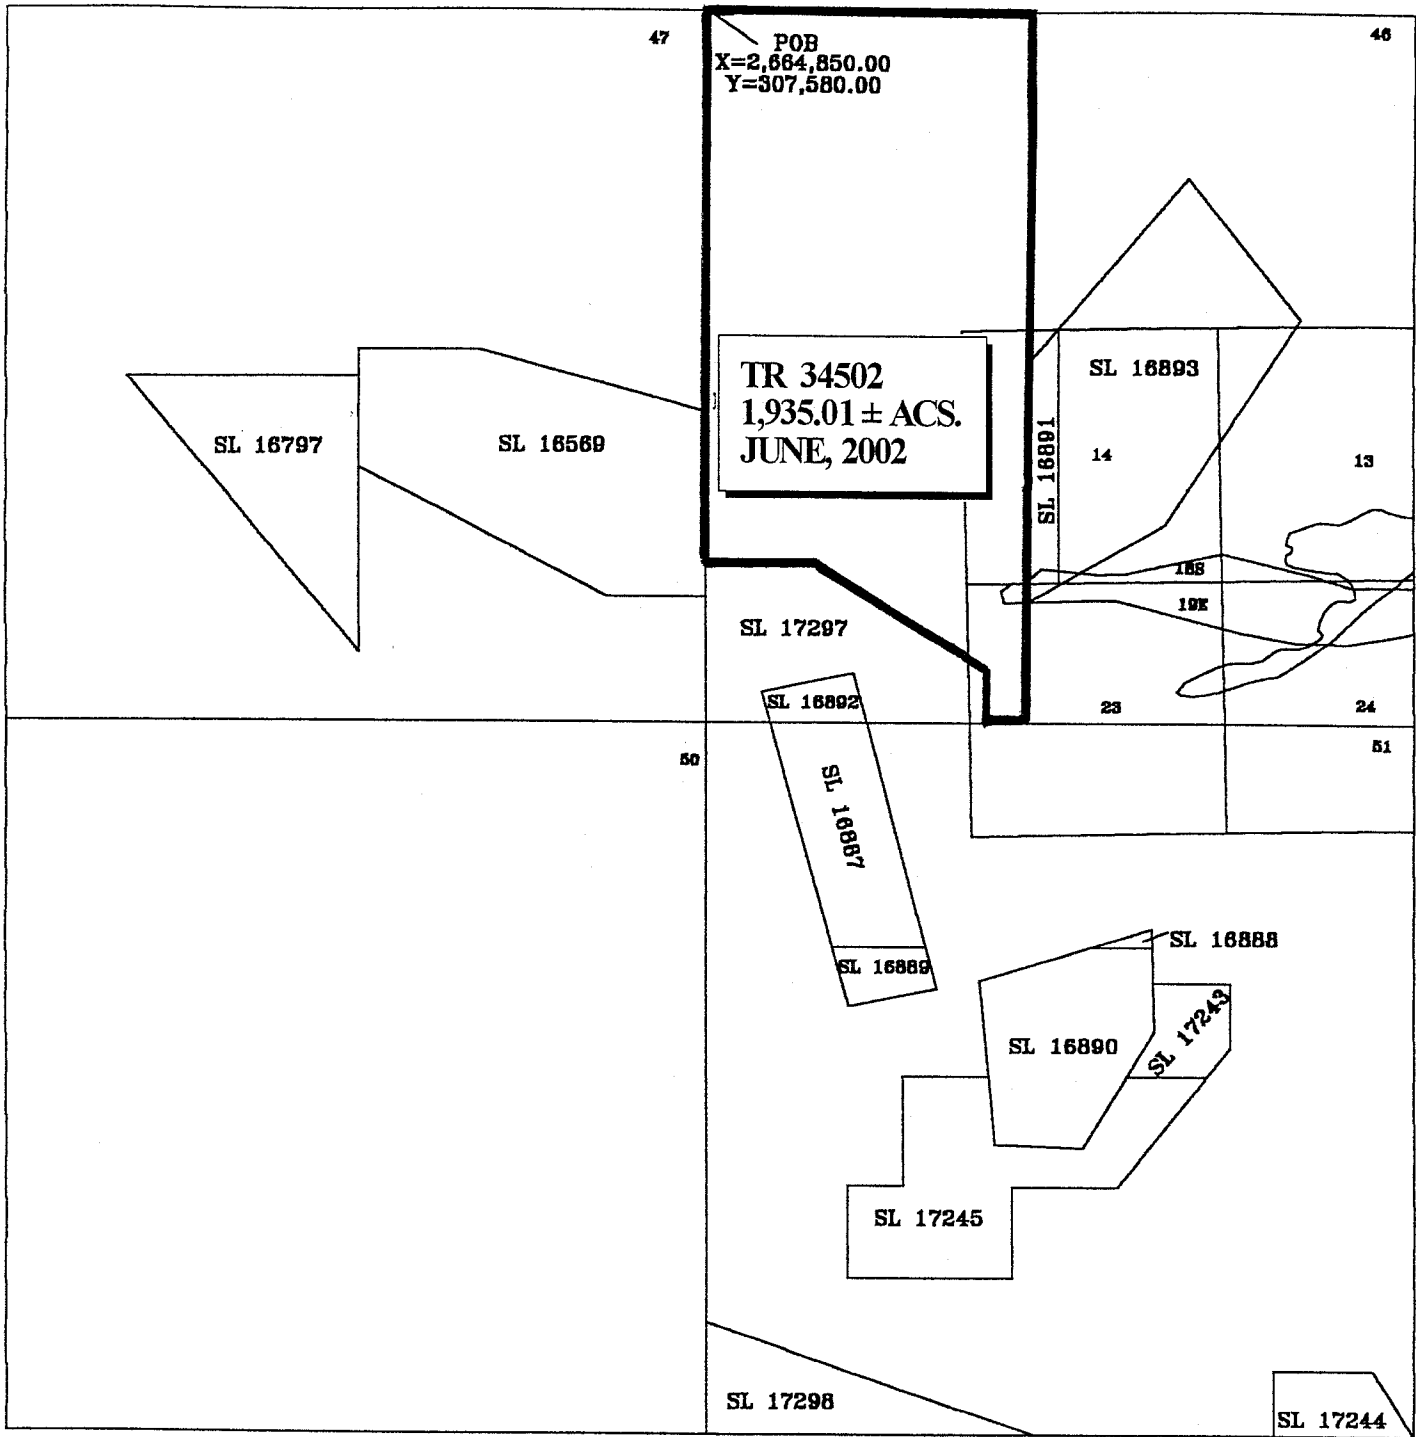 47
46
POB
X=2,664,850.00
Y=307,580.00
TR 34502
1,935.01 ± ACS.
JUNE, 2002
SL 16797
SL 16569
SL 16891
SL 16893
14
13
18S
19E
SL 17297
SL 16892
23
24
50
51
SL 16887
SL 16889
SL 16888
SL 17243
SL 16890
SL 17245
SL 17298
SL 17244